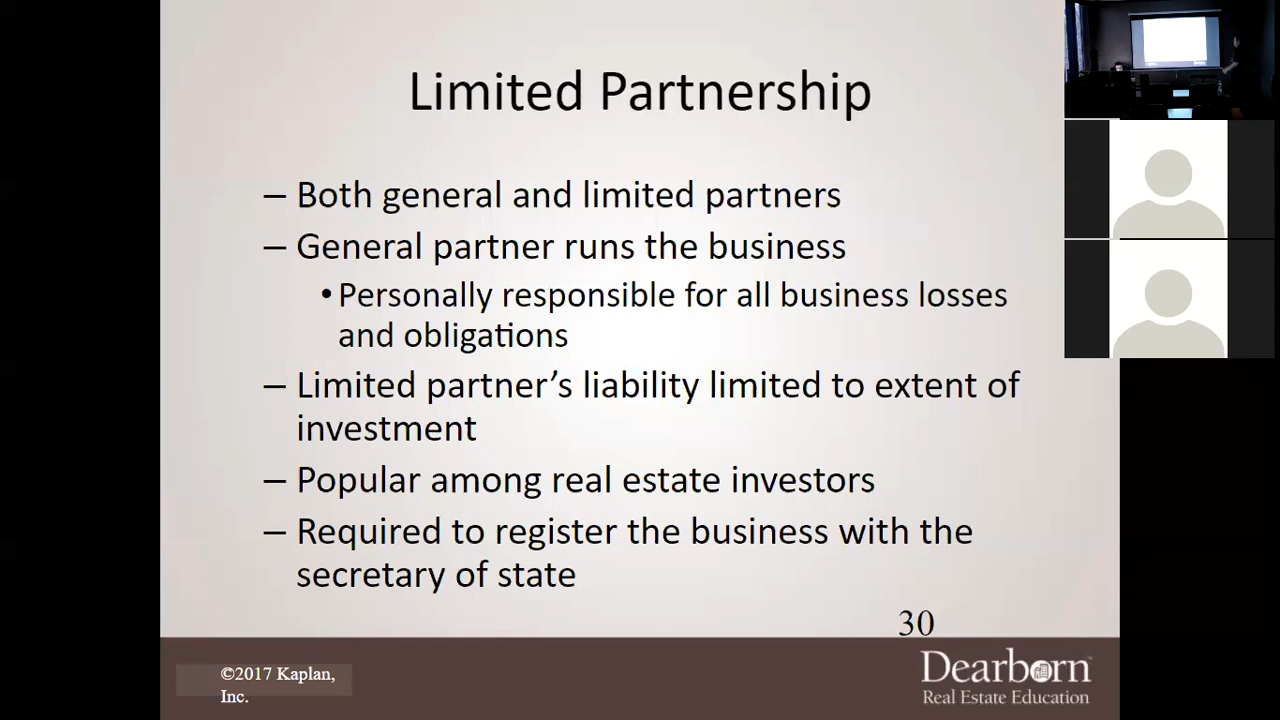 Limited Partnership
– Both general and limited partners
– General partner runs the business
• Personally responsible for all business losses
and obligations
– Limited partner’s liability limited to extent of
investment
– Popular among real estate investors
– Required to register the business with the
secretary of state
30
©2017 Kaplan,
Inc.
Dearborn
Real Estate Education